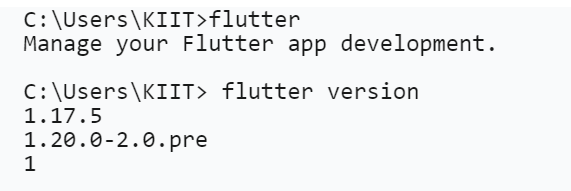 C:\Users\KIIT>flutter
Manage your Flutter app development.
C:\Users\KIIT> flutter version
1.17.5
1.20.0-2.0.pre
1